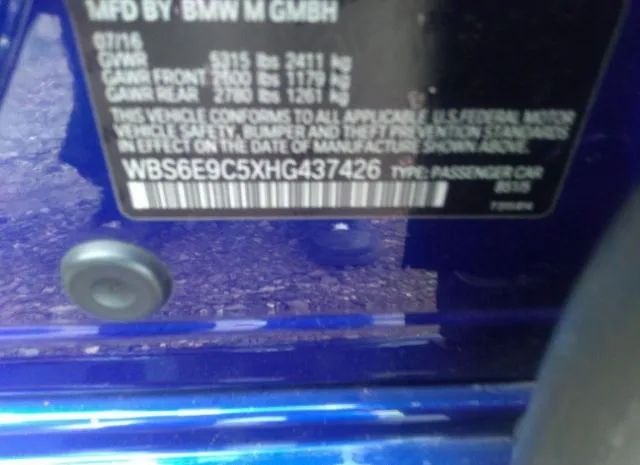 MFD BY BMW M GMBH
07/16
GVWR 5315 lbs 2411 kg
GAWR FRONT 2600 lbs 1179 kg
GAWR REAR 2780 lbs 1261 kg
THIS VEHICLE CONFORMS TO ALL APPLICABLE U.S.FEDERAL MOTOR
VEHICLE SAFETY, BUMPER AND THEFT PREVENTION STANDARDS
IN EFFECT ON THE DATE OF MANUFACTURE SHOWN ABOVE.
WBS6E9C5XHG437426 TYPE: PASSENGER CAR